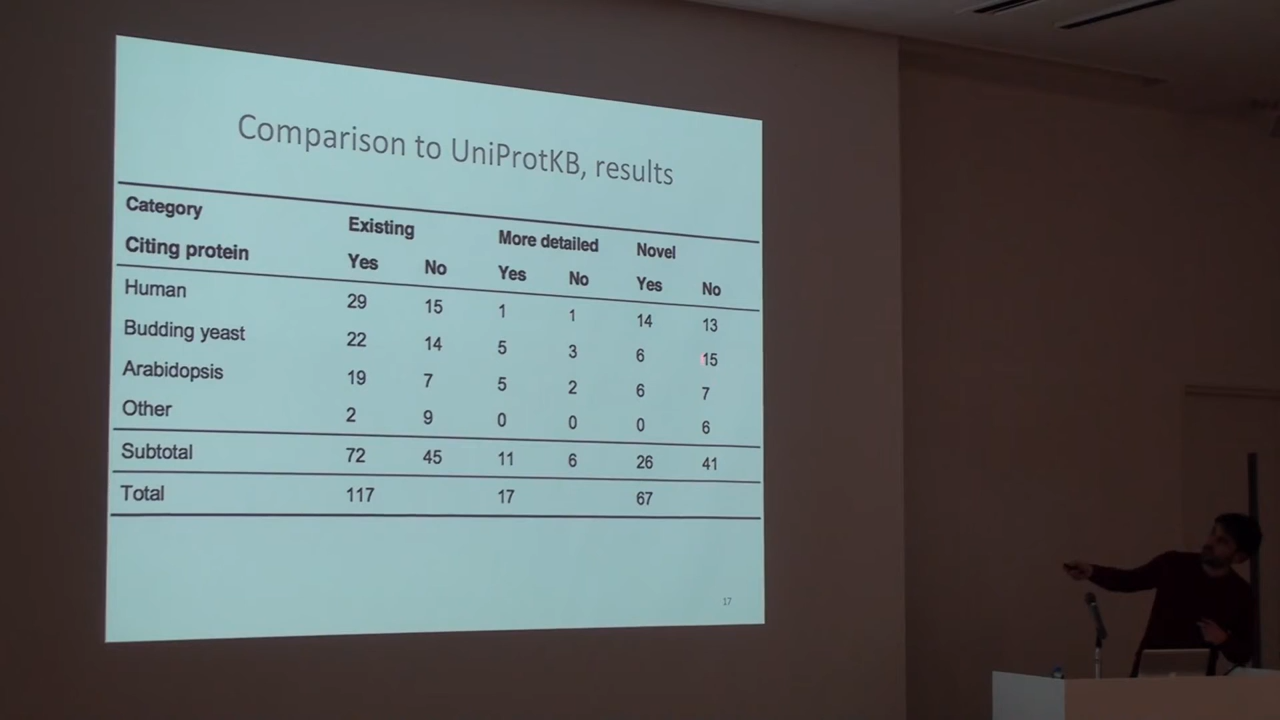 Comparison to UniProtKB, results
Category Existing More detailed Novel
Citing protein Yes No Yes No Yes No
Human 29 15 1 1 14 13
Budding yeast 22 14 5 3 6 15
Arabidopsis 19 7 5 2 6 7
Other 2 9 0 0 0 6
Subtotal 72 45 11 6 26 41
Total 117 17 67
17